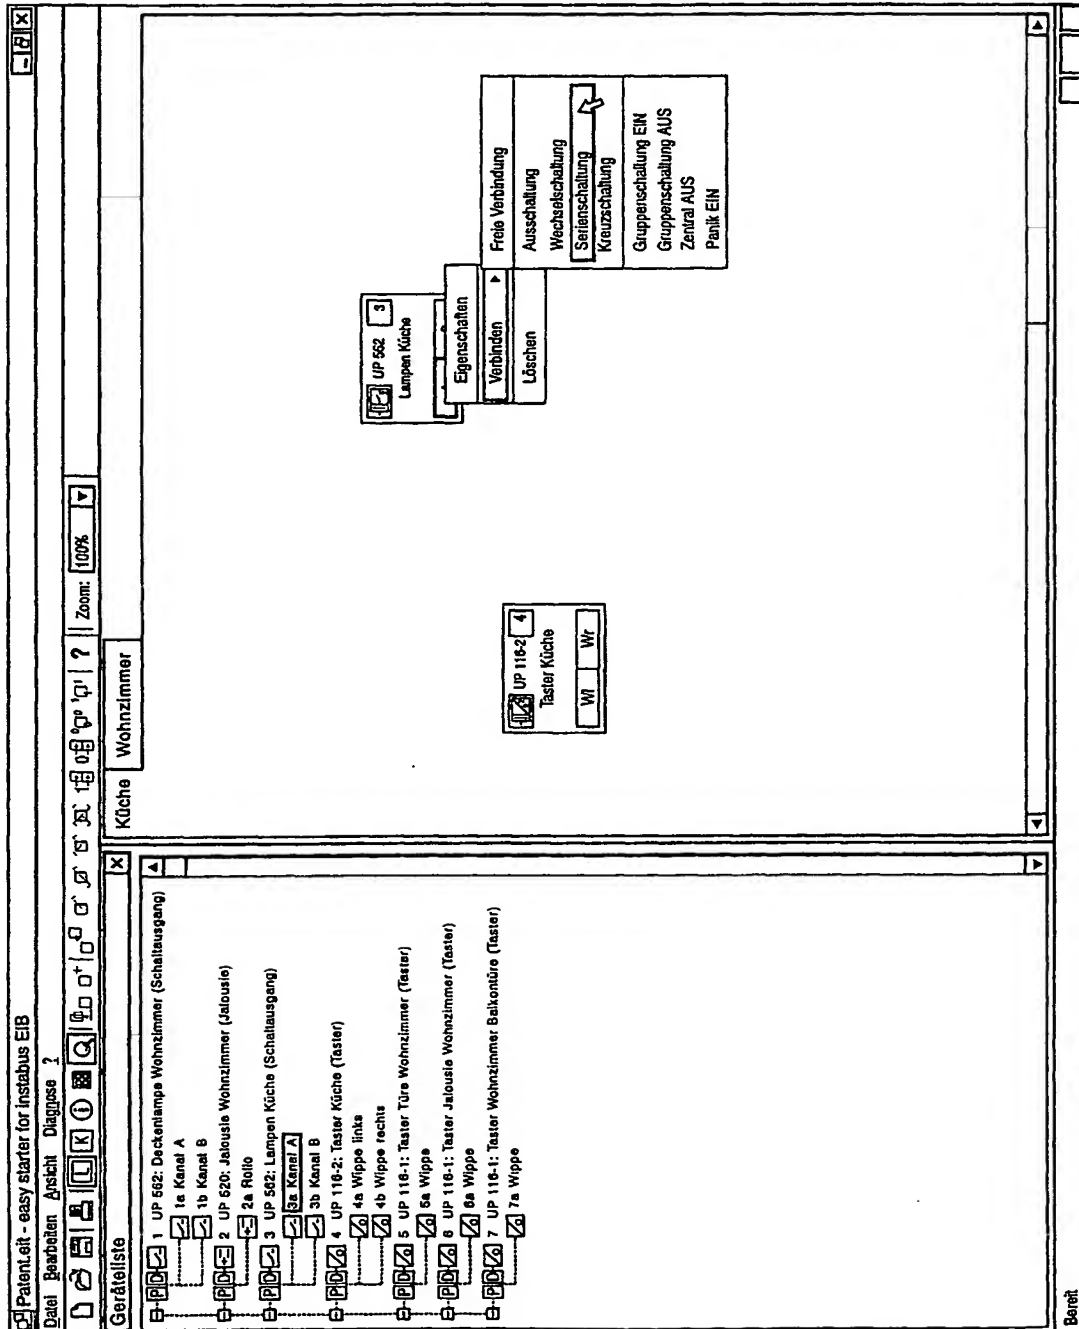 Patent.eit - easy starter for instabus EIB
Datei Bearbeiten Ansicht Diagnose ?
L K i ? Zoom: 100%
Geräteliste
P D 1 UP 562: Deckenlampe Wohnzimmer (Schaltausgang)
1a Kanal A
1b Kanal B
P D 2 UP 520: Jalousie Wohnzimmer (Jalousie)
2a Rollo
P D 3 UP 562: Lampen Küche (Schaltausgang)
3a Kanal A
3b Kanal B
P D 4 UP 116-2: Taster Küche (Taster)
4a Wippe links
4b Wippe rechts
P D 5 UP 116-1: Taster Türe Wohnzimmer (Taster)
5a Wippe
P D 6 UP 116-1: Taster Jalousie Wohnzimmer (Taster)
6a Wippe
P D 7 UP 116-1: Taster Wohnzimmer Balkontüre (Taster)
7a Wippe
Küche Wohnzimmer
UP 116-2 4
Taster Küche
Wl Wr
UP 562 3
Lampen Küche
Eigenschaften
Verbinden
Löschen
Freie Verbindung
Ausschaltung
Wechselschaltung
Serienschaltung
Kreuzschaltung
Gruppenschaltung EIN
Gruppenschaltung AUS
Zentral AUS
Panik EIN
Bereit